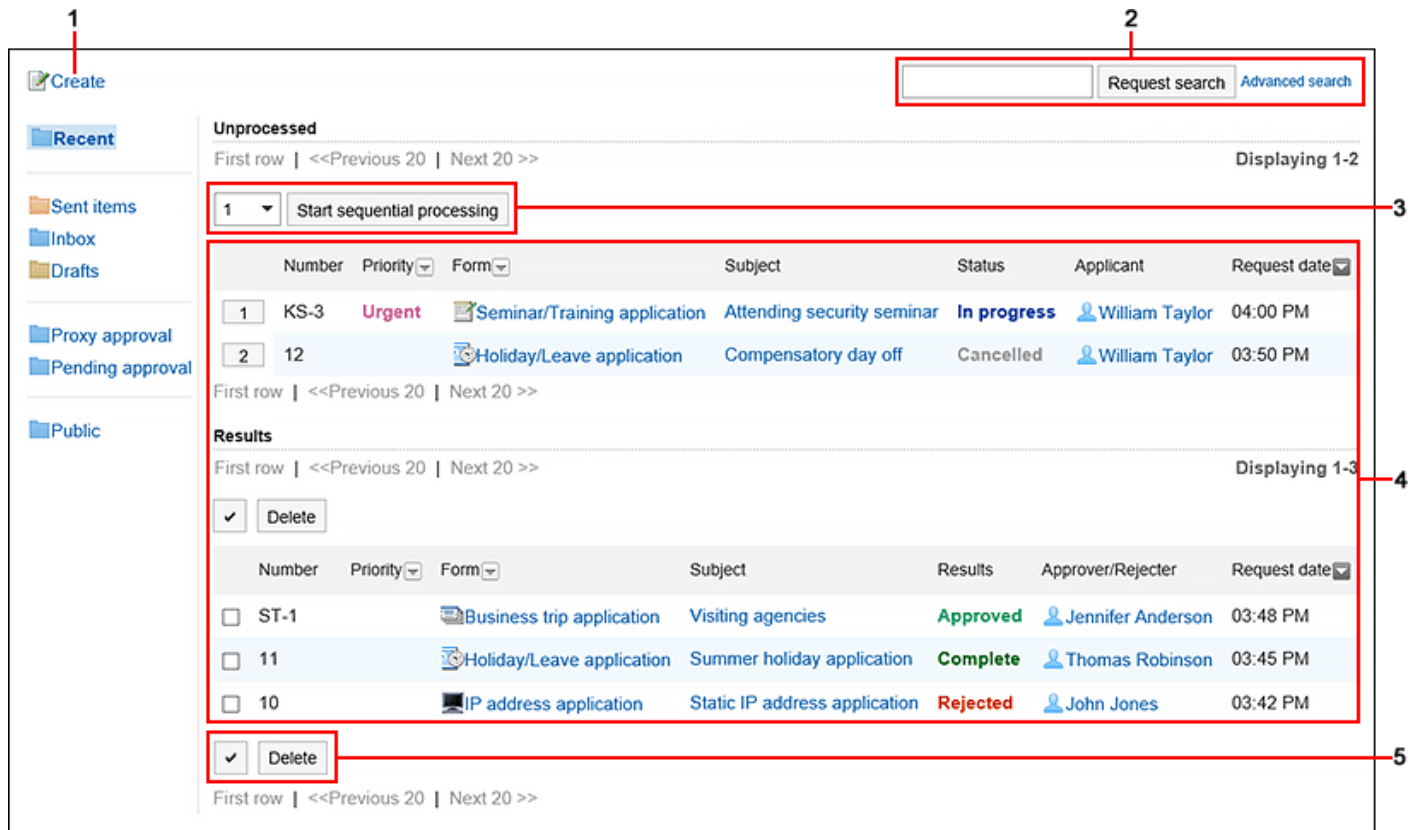 1
2
Create
Request search Advanced search
Recent
Unprocessed
First row | <<Previous 20 | Next 20 >> Displaying 1-2
Sent items
1 Start sequential processing
3
Inbox
Drafts
Number Priority Form Subject Status Applicant Request date
1 KS-3 Urgent Seminar/Training application Attending security seminar In progress William Taylor 04:00 PM
Proxy approval
2 12 Holiday/Leave application Compensatory day off Cancelled William Taylor 03:50 PM
Pending approval
First row | <<Previous 20 | Next 20 >>
Public
Results
First row | <<Previous 20 | Next 20 >> Displaying 1-3
4
Delete
Number Priority Form Subject Results Approver/Rejecter Request date
ST-1 Business trip application Visiting agencies Approved Jennifer Anderson 03:48 PM
11 Holiday/Leave application Summer holiday application Complete Thomas Robinson 03:45 PM
10 IP address application Static IP address application Rejected John Jones 03:42 PM
Delete
5
First row | <<Previous 20 | Next 20 >>